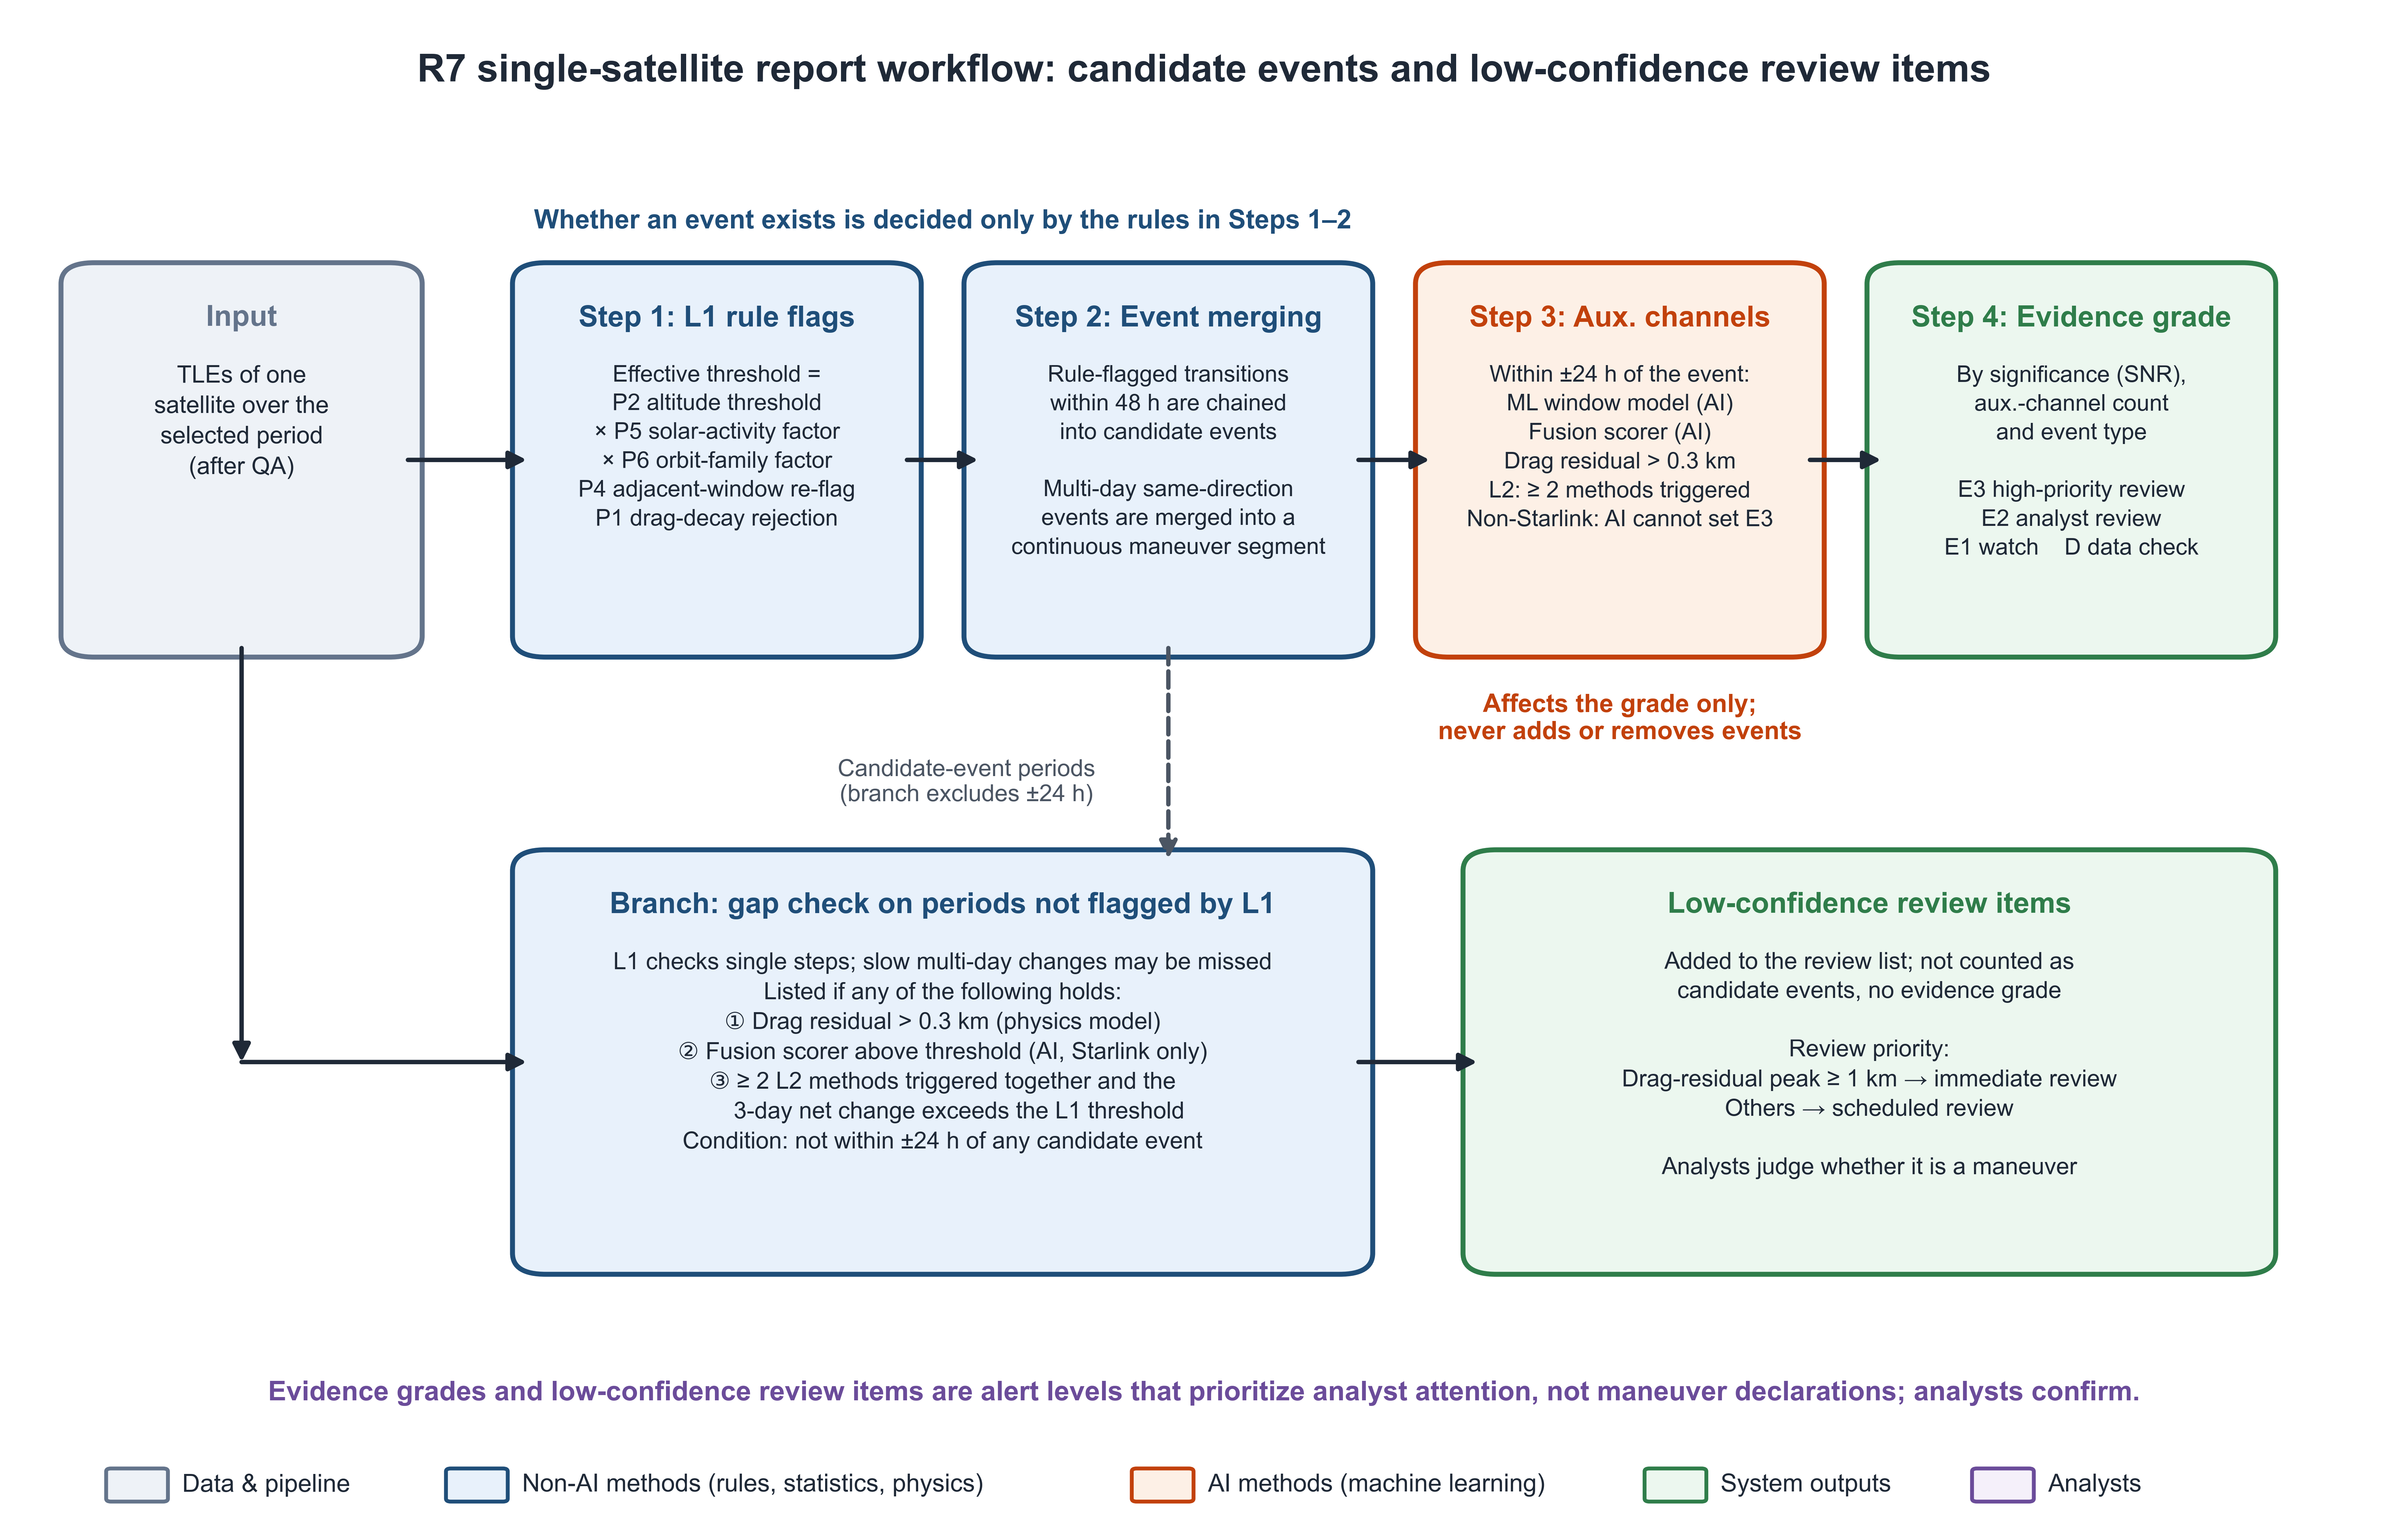 R7 single-satellite report workflow: candidate events and low-confidence review items
Whether an event exists is decided only by the rules in Steps 1–2
Input
TLEs of one
satellite over the
selected period
(after QA)
Step 1: L1 rule flags
Effective threshold =
P2 altitude threshold
× P5 solar-activity factor
× P6 orbit-family factor
P4 adjacent-window re-flag
P1 drag-decay rejection
Step 2: Event merging
Rule-flagged transitions
within 48 h are chained
into candidate events
Multi-day same-direction
events are merged into a
continuous maneuver segment
Step 3: Aux. channels
Within ±24 h of the event:
ML window model (AI)
Fusion scorer (AI)
Drag residual > 0.3 km
L2: ≥ 2 methods triggered
Non-Starlink: AI cannot set E3
Step 4: Evidence grade
By significance (SNR),
aux.-channel count
and event type
E3 high-priority review
E2 analyst review
E1 watch    D data check
Affects the grade only;
never adds or removes events
Candidate-event periods
(branch excludes ±24 h)
Branch: gap check on periods not flagged by L1
L1 checks single steps; slow multi-day changes may be missed
Listed if any of the following holds:
① Drag residual > 0.3 km (physics model)
② Fusion scorer above threshold (AI, Starlink only)
③ ≥ 2 L2 methods triggered together and the
3-day net change exceeds the L1 threshold
Condition: not within ±24 h of any candidate event
Low-confidence review items
Added to the review list; not counted as
candidate events, no evidence grade
Review priority:
Drag-residual peak ≥ 1 km → immediate review
Others → scheduled review
Analysts judge whether it is a maneuver
Evidence grades and low-confidence review items are alert levels that prioritize analyst attention, not maneuver declarations; analysts confirm.
Data & pipeline
Non-AI methods (rules, statistics, physics)
AI methods (machine learning)
System outputs
Analysts